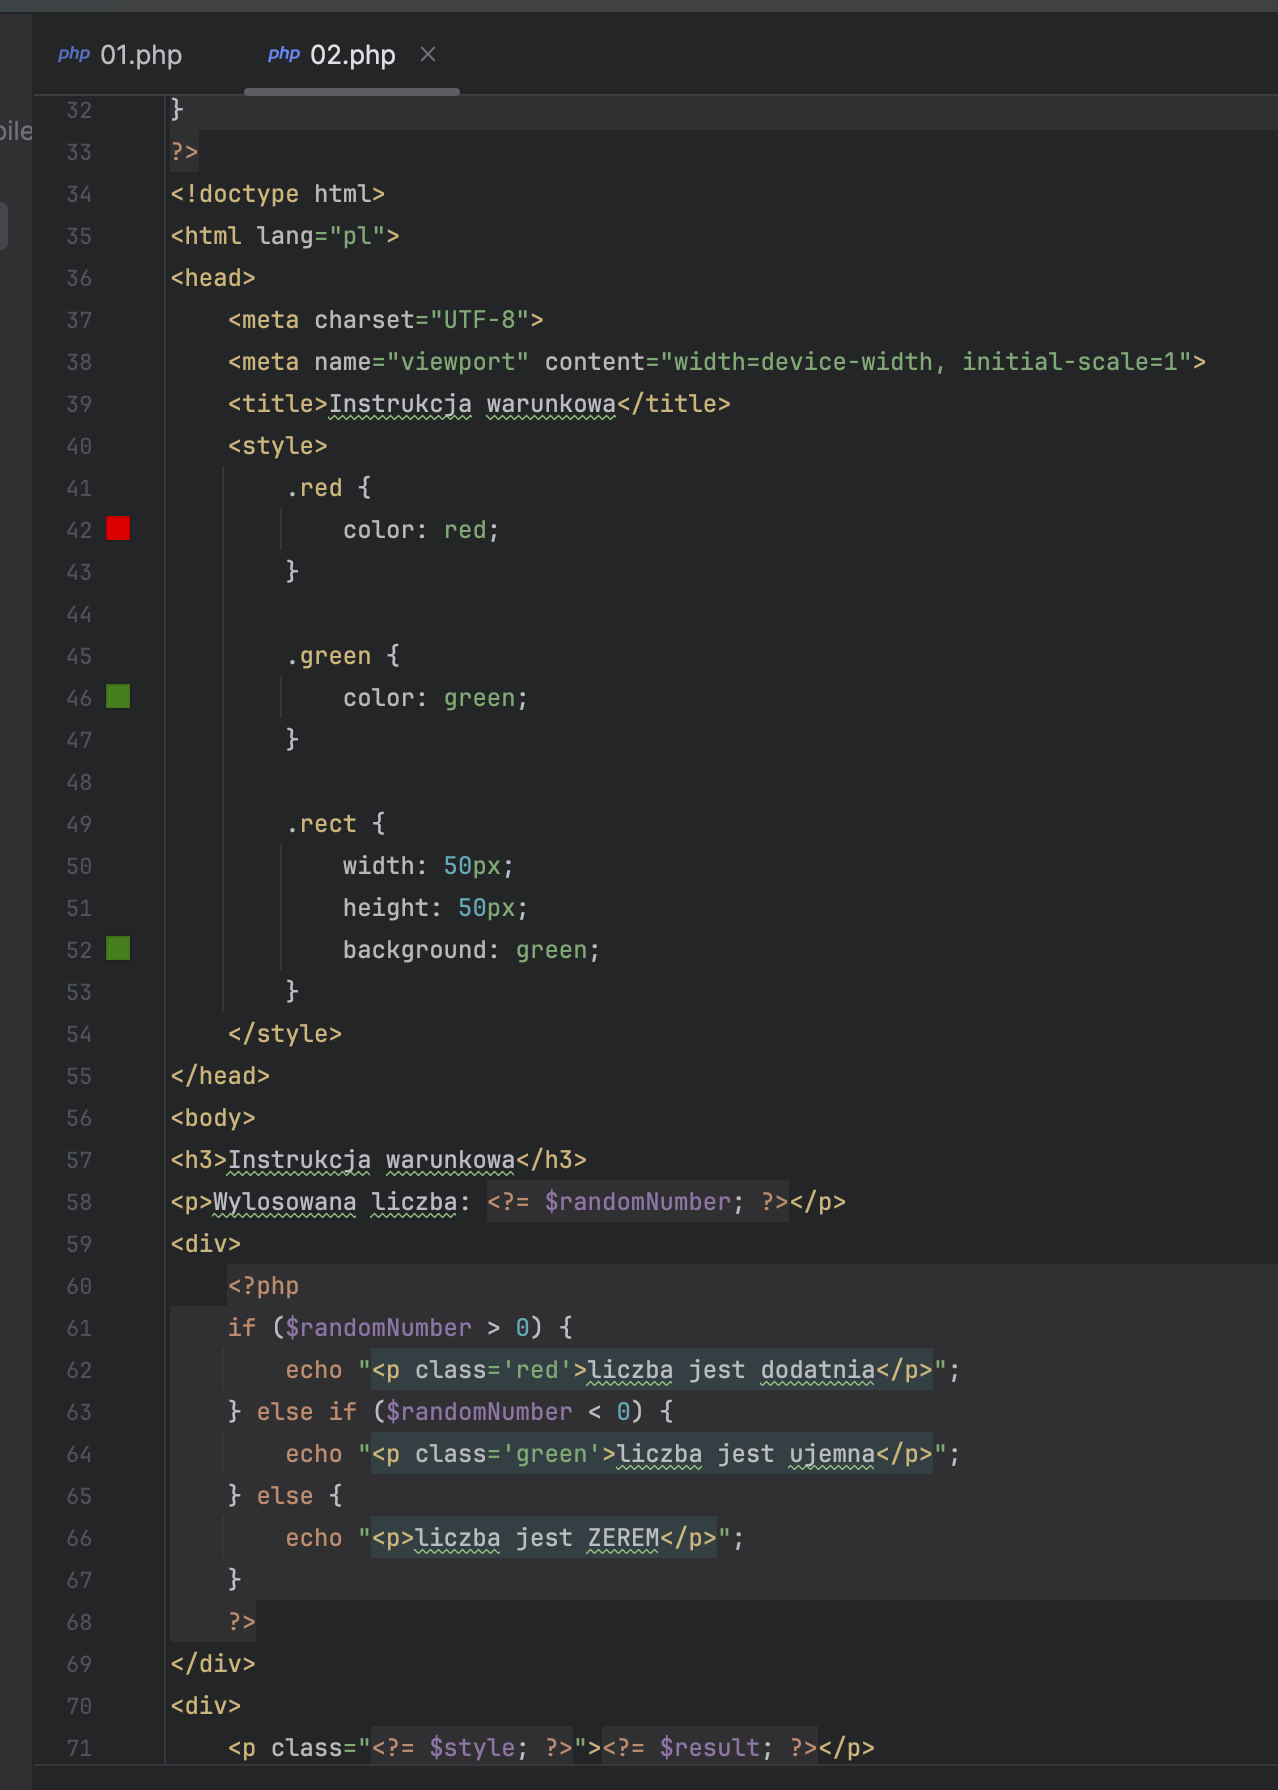 php 01.php
php 02.php ×
pile
32 }
33 ?>
34 <!doctype html>
35 <html lang="pl">
36 <head>
37     <meta charset="UTF-8">
38     <meta name="viewport" content="width=device-width, initial-scale=1">
39     <title>Instrukcja warunkowa</title>
40     <style>
41         .red {
42             color: red;
43         }
44
45         .green {
46             color: green;
47         }
48
49         .rect {
50             width: 50px;
51             height: 50px;
52             background: green;
53         }
54     </style>
55 </head>
56 <body>
57 <h3>Instrukcja warunkowa</h3>
58 <p>Wylosowana liczba: <?= $randomNumber; ?></p>
59 <div>
60     <?php
61     if ($randomNumber > 0) {
62         echo "<p class='red'>liczba jest dodatnia</p>";
63     } else if ($randomNumber < 0) {
64         echo "<p class='green'>liczba jest ujemna</p>";
65     } else {
66         echo "<p>liczba jest ZEREM</p>";
67     }
68     ?>
69 </div>
70 <div>
71     <p class="<?= $style; ?>"><?= $result; ?></p>